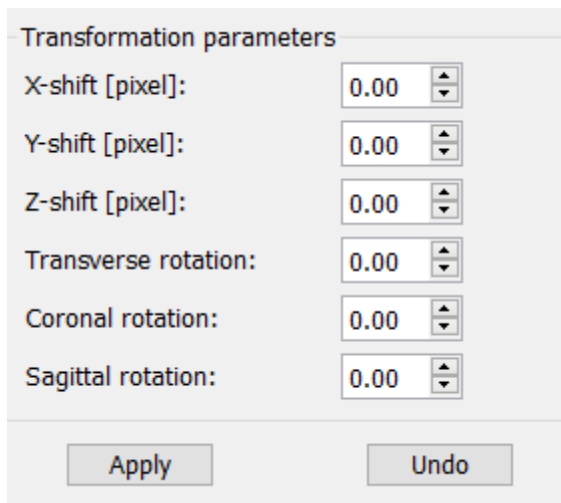 Transformation parameters
X-shift [pixel]: 0.00
Y-shift [pixel]: 0.00
Z-shift [pixel]: 0.00
Transverse rotation: 0.00
Coronal rotation: 0.00
Sagittal rotation: 0.00
Apply Undo